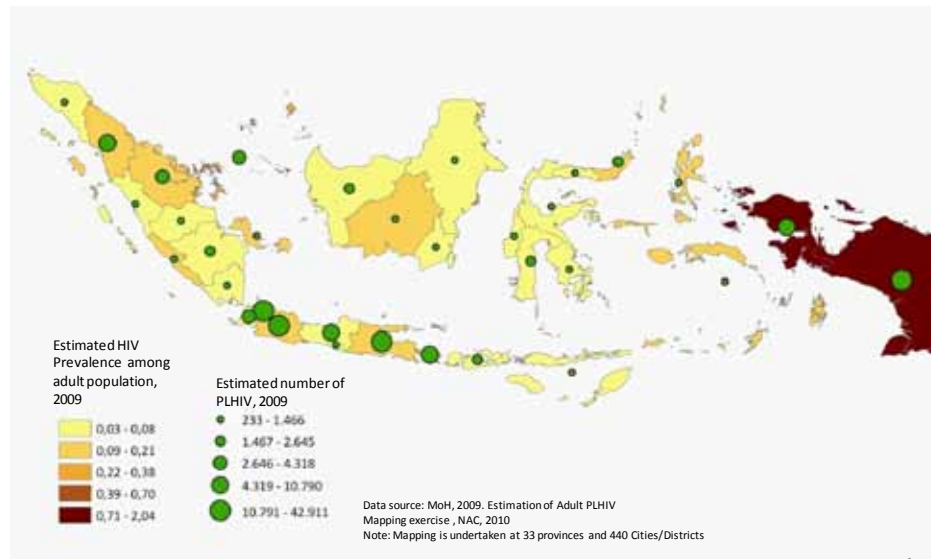 Estimated HIV
Prevalence among
adult population,
2009
0,03 - 0,08
0,09 - 0,21
0,22 - 0,38
0,39 - 0,70
0,71 - 2,04
Estimated number of
PLHIV, 2009
233 - 1.466
1.467 - 2.645
2.646 - 4.318
4.319 - 10.790
10.791 - 42.911
Data source: MoH, 2009. Estimation of Adult PLHIV
Mapping exercise , NAC, 2010
Note: Mapping is undertaken at 33 provinces and 440 Cities/Districts